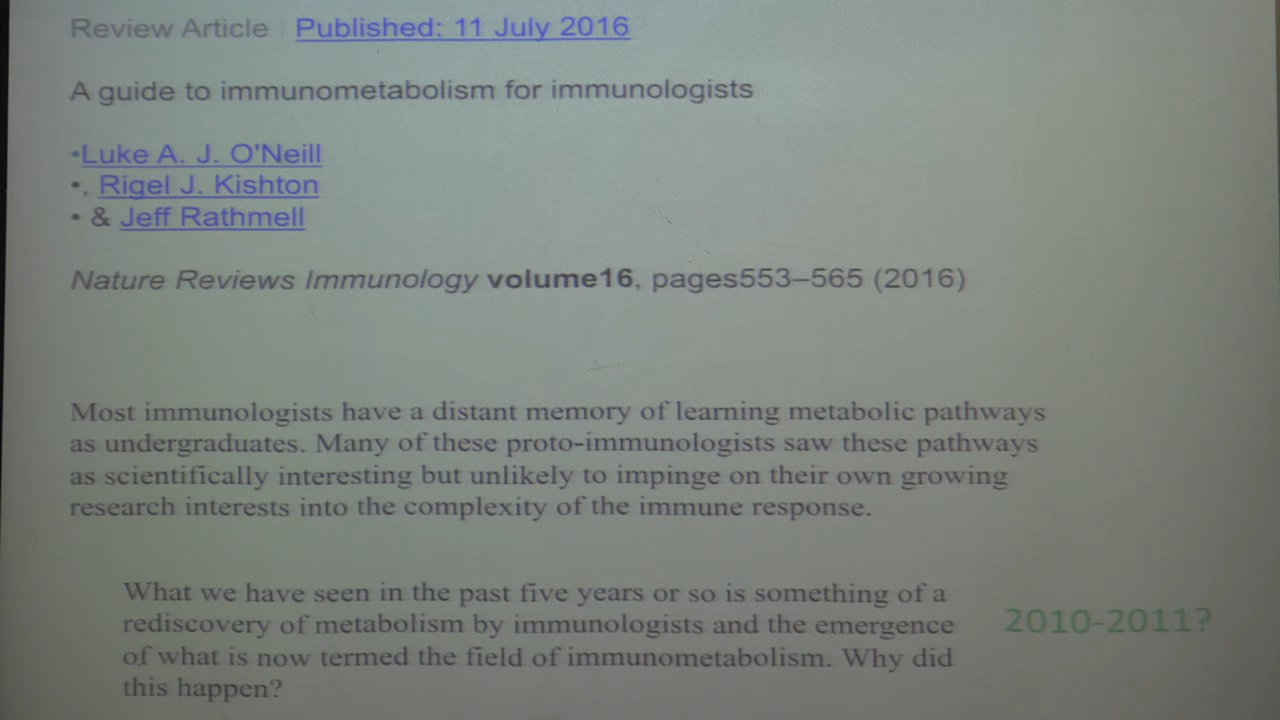 Review Article Published: 11 July 2016
A guide to immunometabolism for immunologists
•Luke A. J. O'Neill
•, Rigel J. Kishton
• & Jeff Rathmell
Nature Reviews Immunology volume16, pages553–565 (2016)
Most immunologists have a distant memory of learning metabolic pathways
as undergraduates. Many of these proto-immunologists saw these pathways
as scientifically interesting but unlikely to impinge on their own growing
research interests into the complexity of the immune response.
What we have seen in the past five years or so is something of a
rediscovery of metabolism by immunologists and the emergence
of what is now termed the field of immunometabolism. Why did
this happen?
2010-2011?